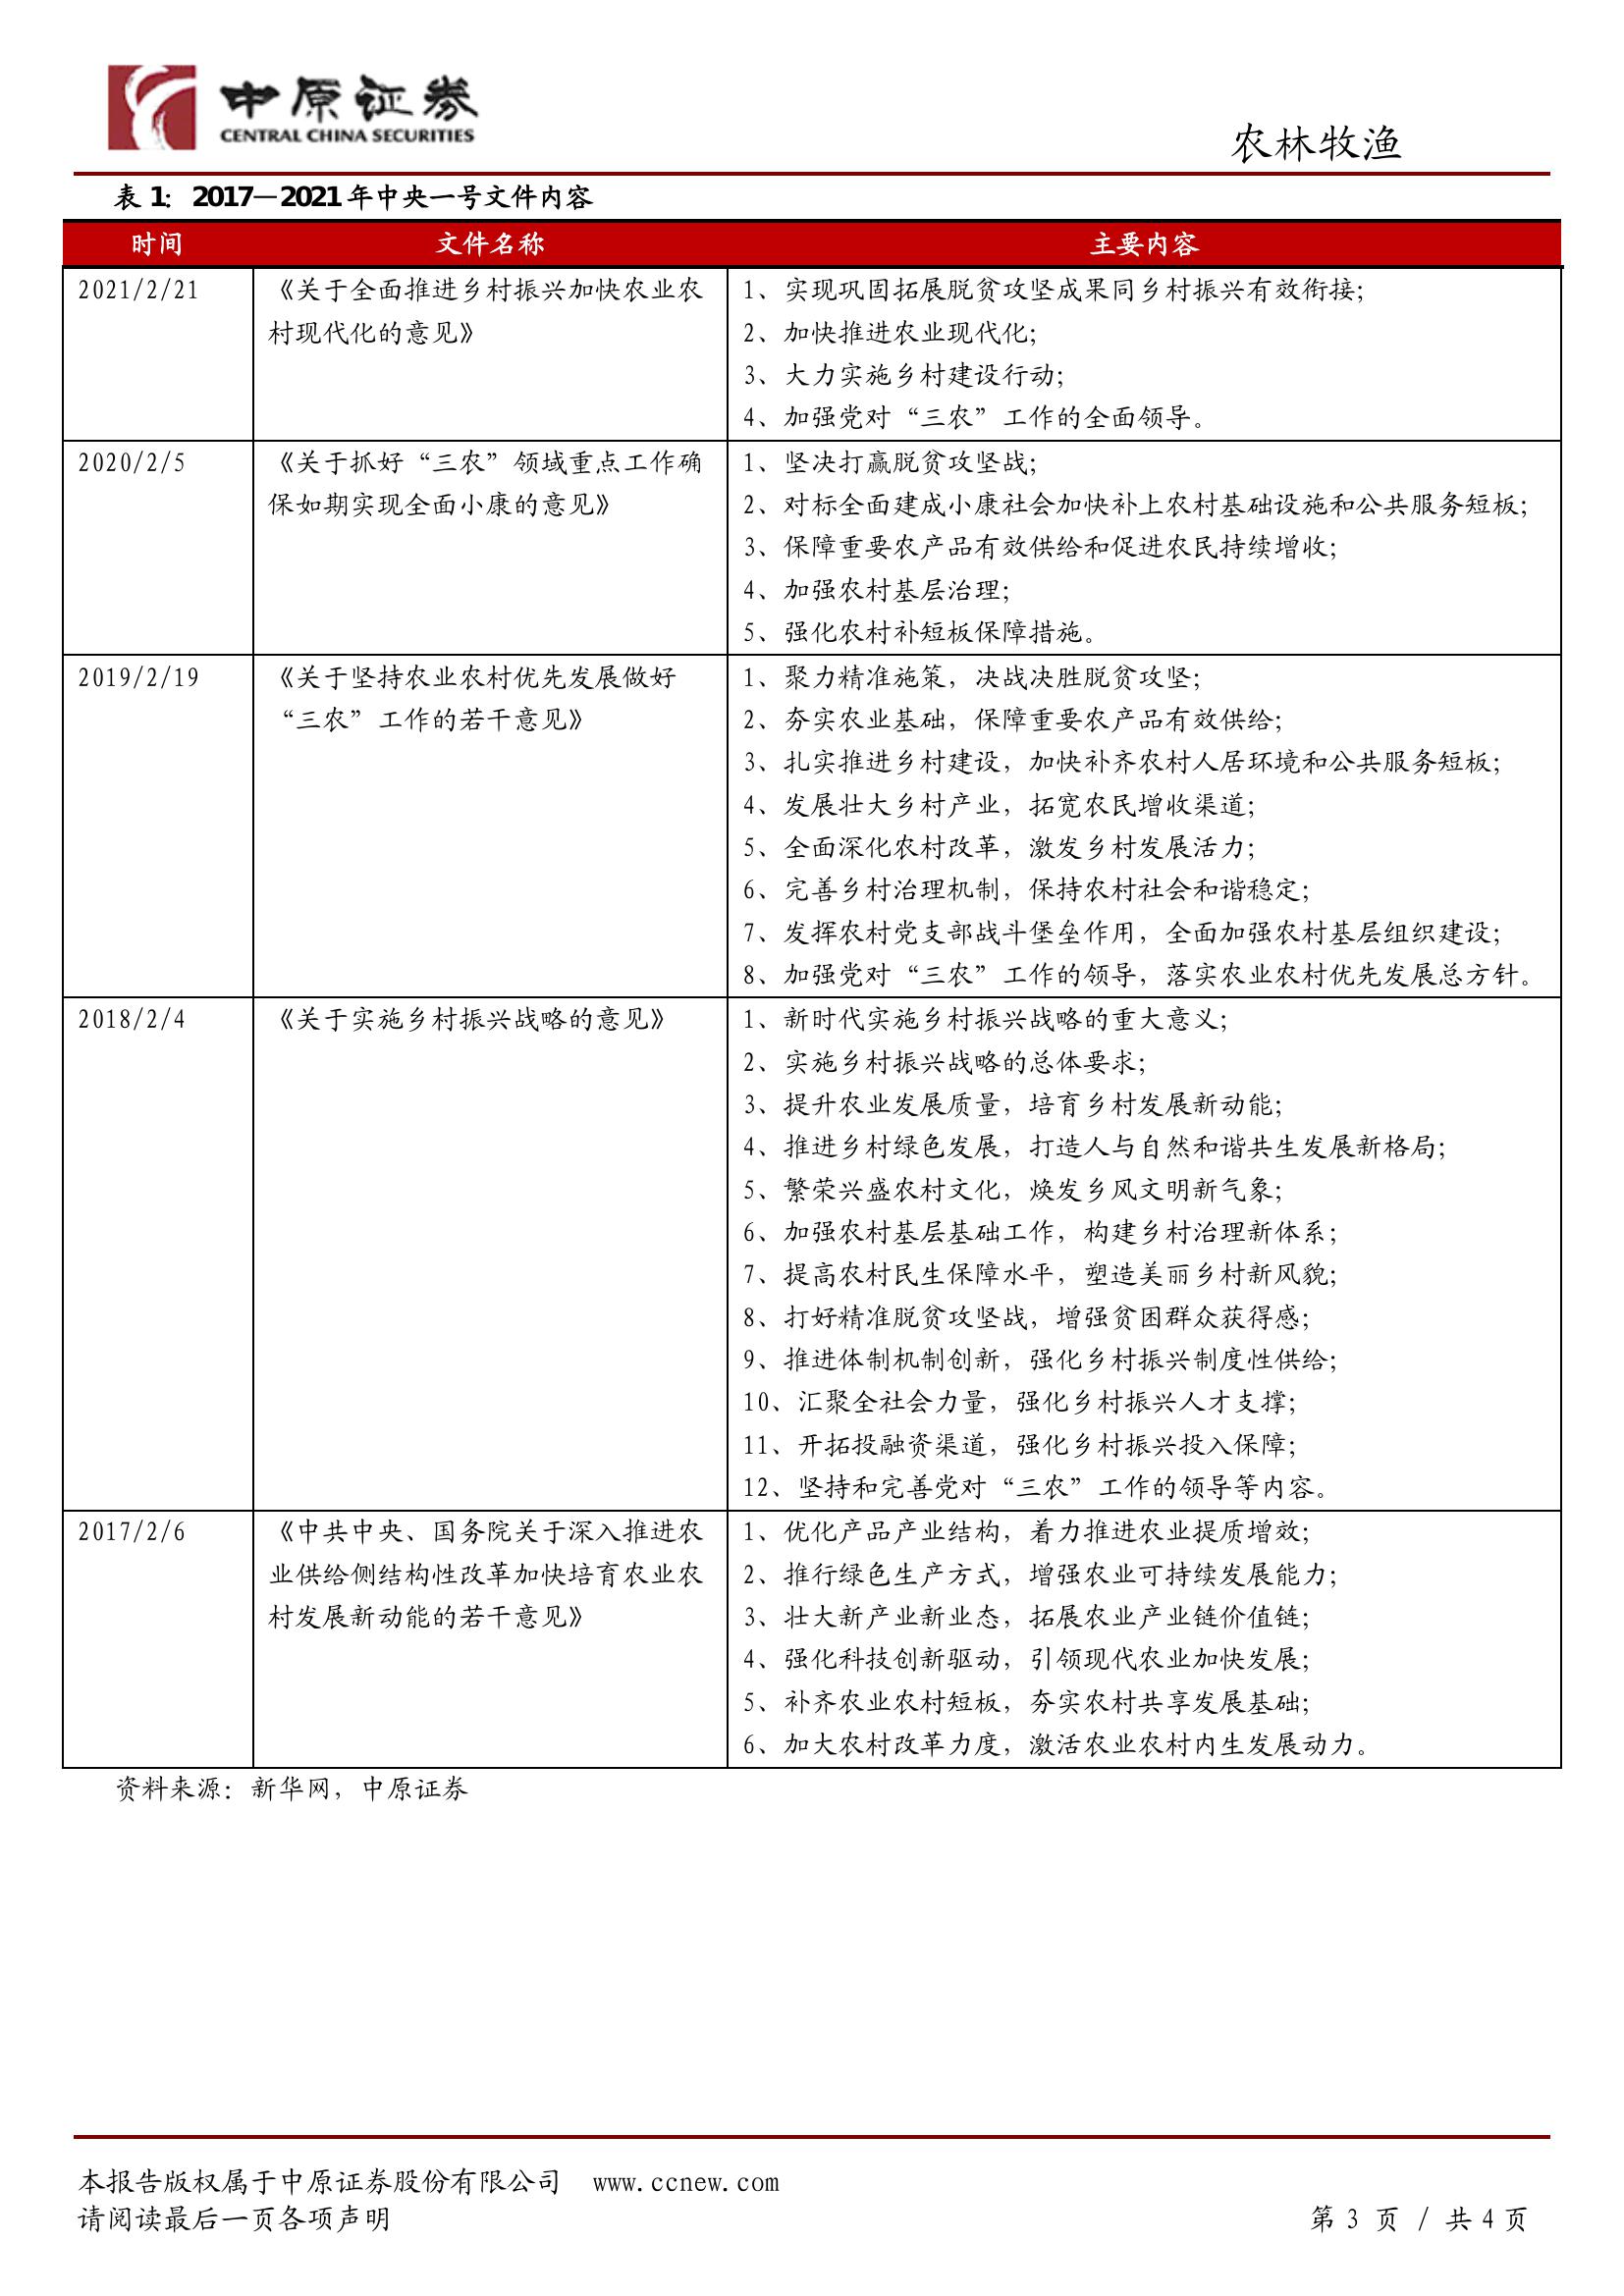 中原证券
CENTRAL CHINA SECURITIES
农林牧渔
表 1: 2017—2021 年中央一号文件内容
时间 文件名称 主要内容
2021/2/21
《关于全面推进乡村振兴加快农业农
村现代化的意见》
1、实现巩固拓展脱贫攻坚成果同乡村振兴有效衔接;
2、加快推进农业现代化;
3、大力实施乡村建设行动;
4、加强党对“三农”工作的全面领导。
2020/2/5
《关于抓好“三农”领域重点工作确
保如期实现全面小康的意见》
1、坚决打赢脱贫攻坚战;
2、对标全面建成小康社会加快补上农村基础设施和公共服务短板;
3、保障重要农产品有效供给和促进农民持续增收;
4、加强农村基层治理;
5、强化农村补短板保障措施。
2019/2/19
《关于坚持农业农村优先发展做好
“三农”工作的若干意见》
1、聚力精准施策，决战决胜脱贫攻坚;
2、夯实农业基础，保障重要农产品有效供给;
3、扎实推进乡村建设，加快补齐农村人居环境和公共服务短板;
4、发展壮大乡村产业，拓宽农民增收渠道;
5、全面深化农村改革，激发乡村发展活力;
6、完善乡村治理机制，保持农村社会和谐稳定;
7、发挥农村党支部战斗堡垒作用，全面加强农村基层组织建设;
8、加强党对“三农”工作的领导，落实农业农村优先发展总方针。
2018/2/4
《关于实施乡村振兴战略的意见》
1、新时代实施乡村振兴战略的重大意义;
2、实施乡村振兴战略的总体要求;
3、提升农业发展质量，培育乡村发展新动能;
4、推进乡村绿色发展，打造人与自然和谐共生发展新格局;
5、繁荣兴盛农村文化，焕发乡风文明新气象;
6、加强农村基层基础工作，构建乡村治理新体系;
7、提高农村民生保障水平，塑造美丽乡村新风貌;
8、打好精准脱贫攻坚战，增强贫困群众获得感;
9、推进体制机制创新，强化乡村振兴制度性供给;
10、汇聚全社会力量，强化乡村振兴人才支撑;
11、开拓投融资渠道，强化乡村振兴投入保障;
12、坚持和完善党对“三农”工作的领导等内容。
2017/2/6
《中共中央、国务院关于深入推进农
业供给侧结构性改革加快培育农业农
村发展新动能的若干意见》
1、优化产品产业结构，着力推进农业提质增效;
2、推行绿色生产方式，增强农业可持续发展能力;
3、壮大新产业新业态，拓展农业产业链价值链;
4、强化科技创新驱动，引领现代农业加快发展;
5、补齐农业农村短板，夯实农村共享发展基础;
6、加大农村改革力度，激活农业农村内生发展动力。
资料来源：新华网，中原证券
本报告版权属于中原证券股份有限公司 www.ccnew.com
请阅读最后一页各项声明
第 3 页 / 共 4 页